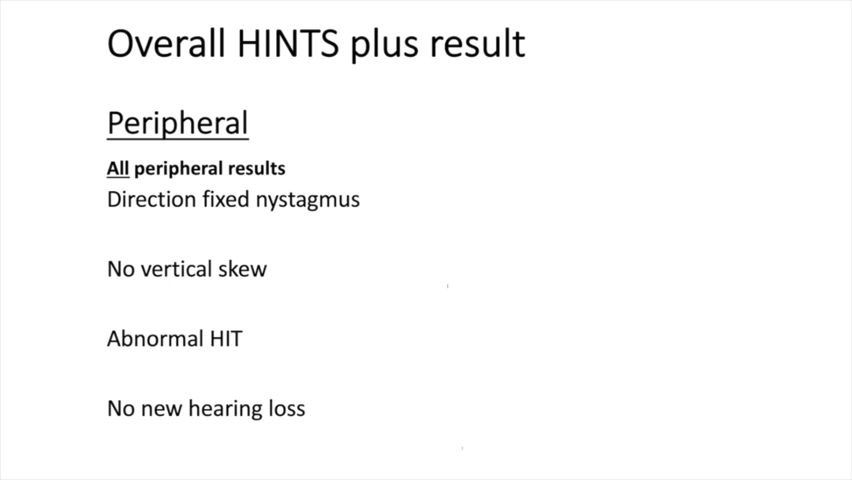 Overall HINTS plus result
Peripheral
All peripheral results
Direction fixed nystagmus
No vertical skew
Abnormal HIT
No new hearing loss